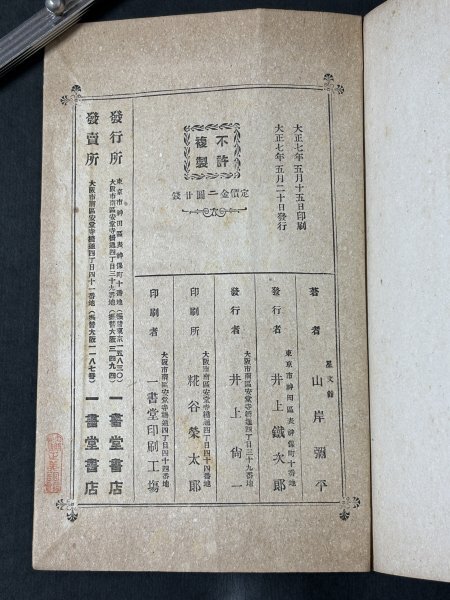 大正七年五月十五日印刷
大正七年五月二十日發行
不許
複製
定價金二圓廿錢
著者
山岸彌平
發行者
東京市神田區表神保町十番地
井上鐵次郎
發行者
大阪市南區安堂寺橋通四丁目三十九番地
井上尙一
印刷所
大阪市南區安堂寺橋通四丁目四十四番地
糀谷榮太郎
印刷者
大阪市南區安堂寺橋通四丁目四十四番地
一書堂印刷工塲
發行所
東京市神田區表神保町十番地
大阪市南區安堂寺橋通四丁目三十九番地
一書堂書店
發賣所
大阪市南區安堂寺橋通四丁目四十一番地
一書堂書店